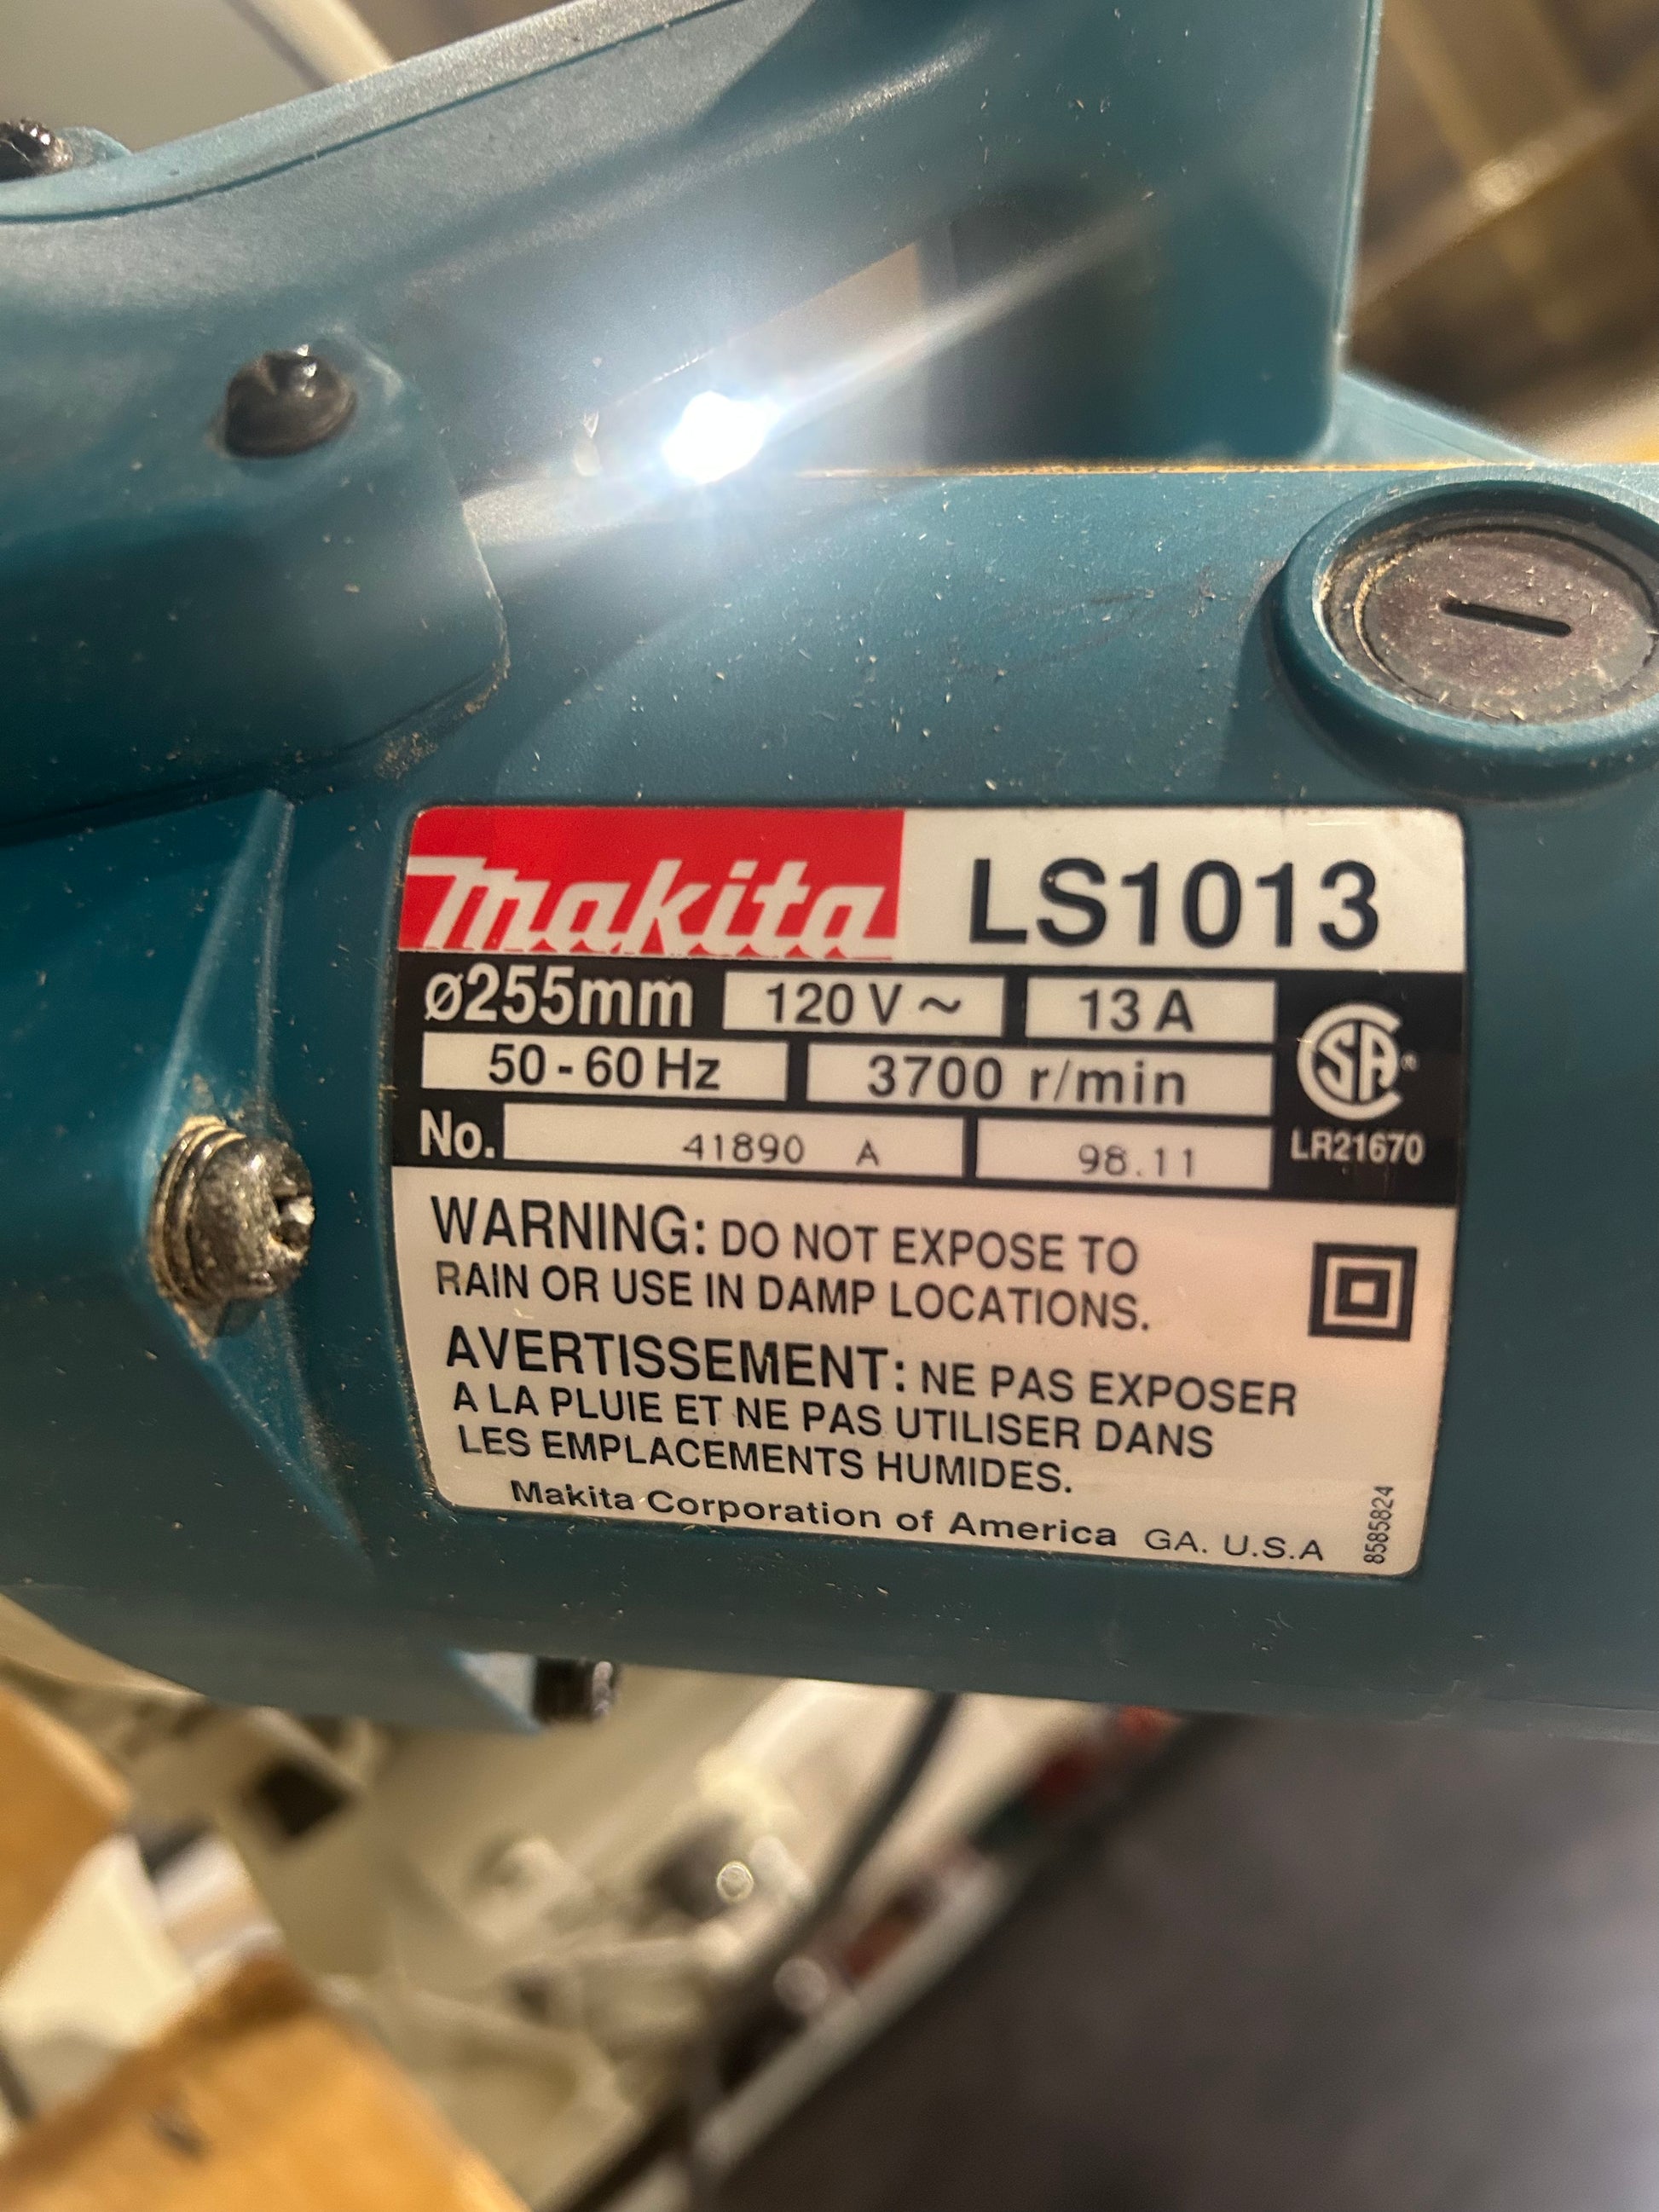 makita LS1013
ø255mm 120 V ~ 13 A
50 - 60 Hz 3700 r/min
No. 41890 A 98.11
CSA®
LR21670
WARNING: DO NOT EXPOSE TO
RAIN OR USE IN DAMP LOCATIONS.
AVERTISSEMENT: NE PAS EXPOSER
A LA PLUIE ET NE PAS UTILISER DANS
LES EMPLACEMENTS HUMIDES.
Makita Corporation of America GA. U.S.A
8585824